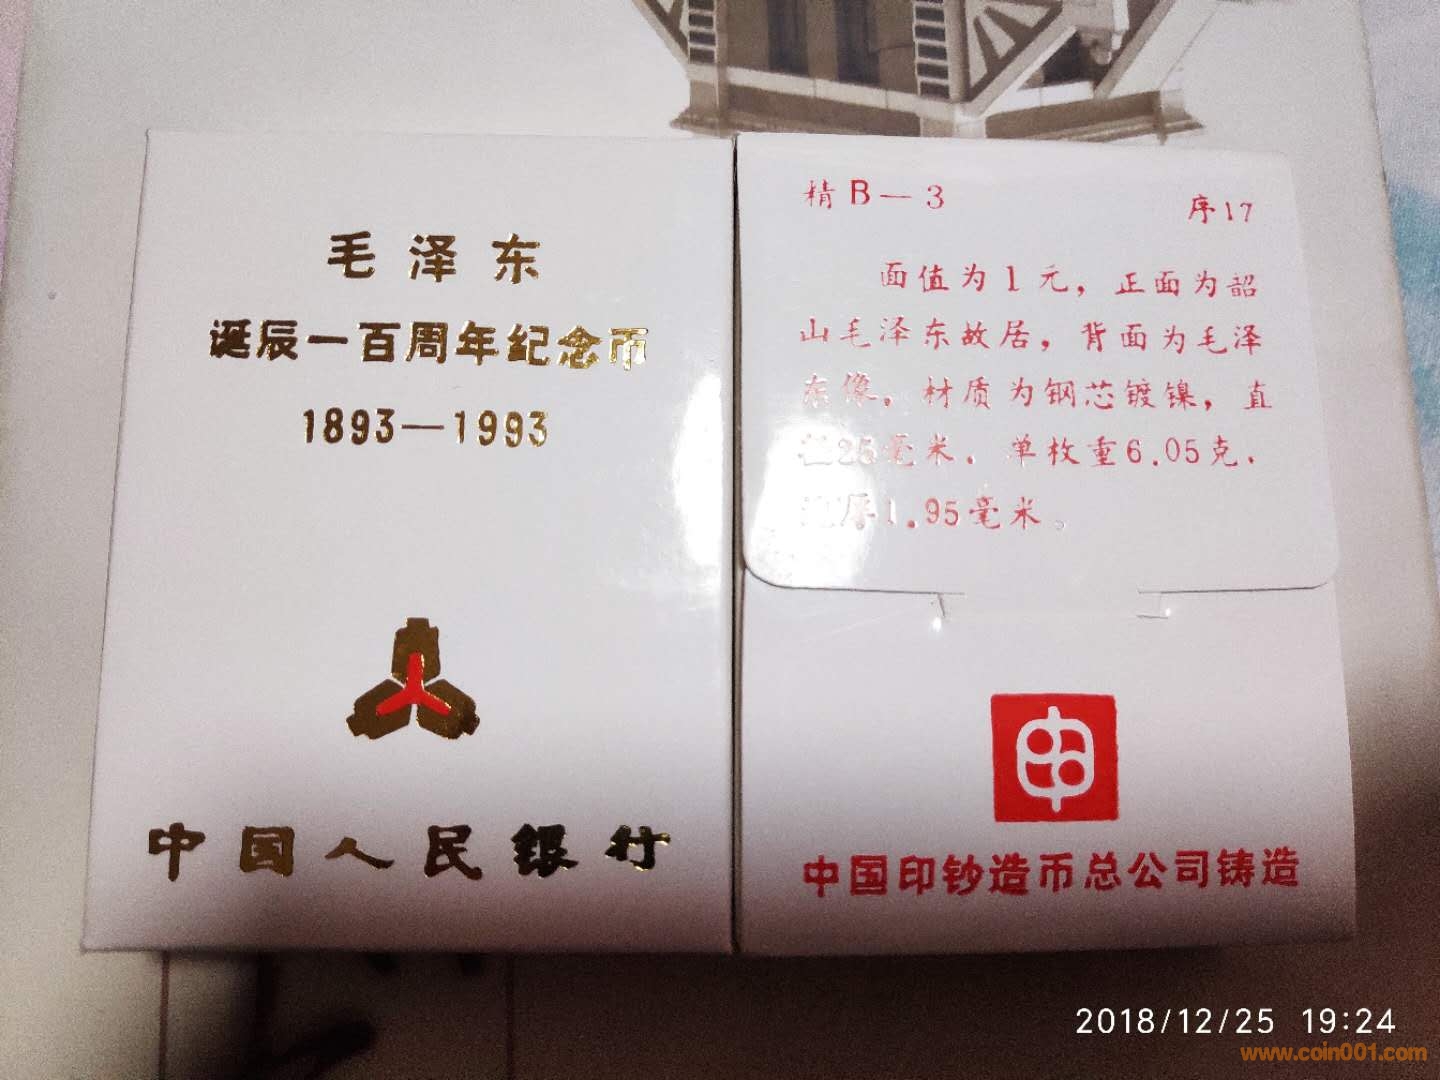 毛泽东
诞辰一百周年纪念币
1893—1993
中国人民银行
精B—3
序17
面值为1元，正面为韶
山毛泽东故居，背面为毛泽
东像，材质为钢芯镀镍，直
径25毫米．单枚重6.05克．
边厚1.95毫米。
中国印钞造币总公司铸造
2018/12/25 19:24
www.coin001.com